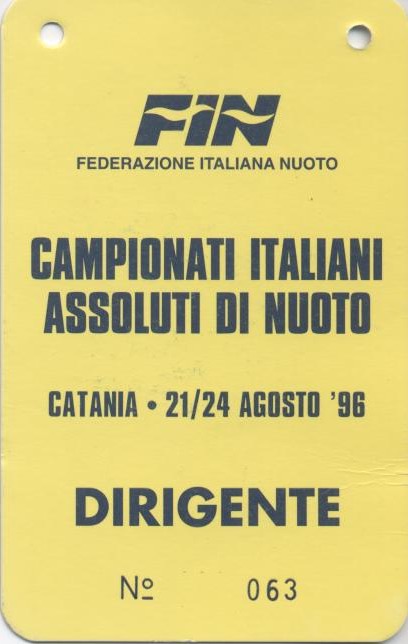 FIN
FEDERAZIONE ITALIANA NUOTO
CAMPIONATI ITALIANI
ASSOLUTI DI NUOTO
CATANIA • 21/24 AGOSTO '96
DIRIGENTE
Nº 063